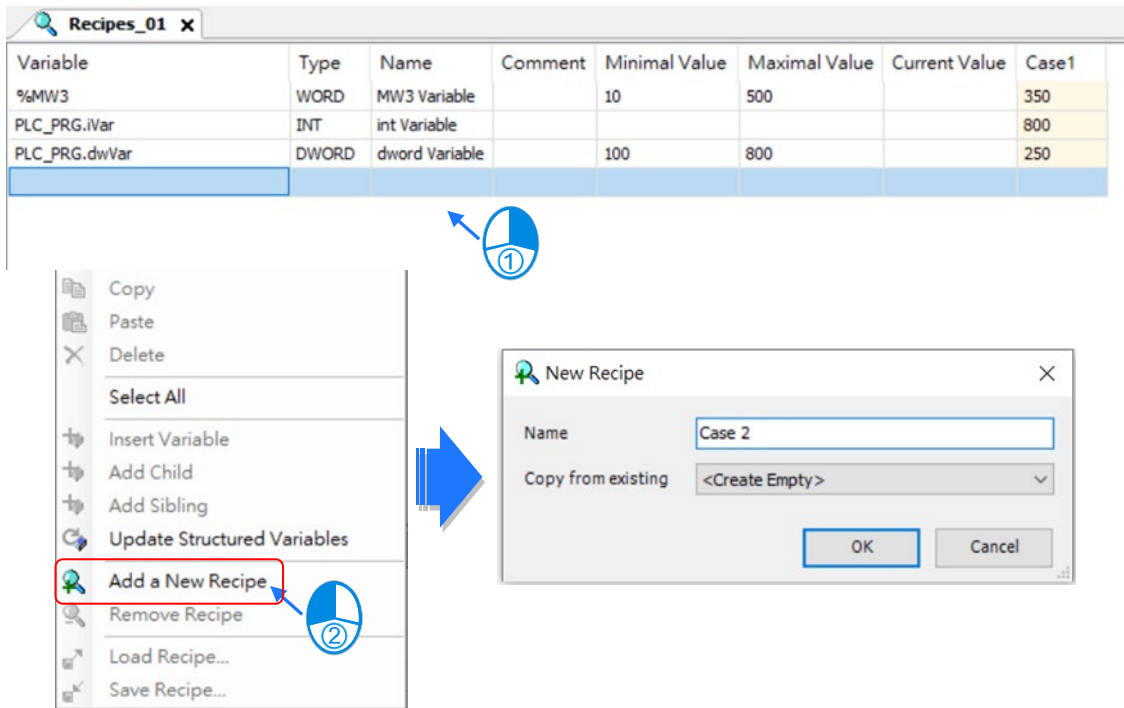 Recipes_01 x
Variable Type Name Comment Minimal Value Maximal Value Current Value Case1
%MW3 WORD MW3 Variable 10 500 350
PLC_PRG.iVar INT int Variable 800
PLC_PRG.dwVar DWORD dword Variable 100 800 250
①
Copy
Paste
Delete
Select All
Insert Variable
Add Child
Add Sibling
Update Structured Variables
Add a New Recipe
②
Remove Recipe
Load Recipe...
Save Recipe...
New Recipe
Name Case 2
Copy from existing <Create Empty>
OK Cancel